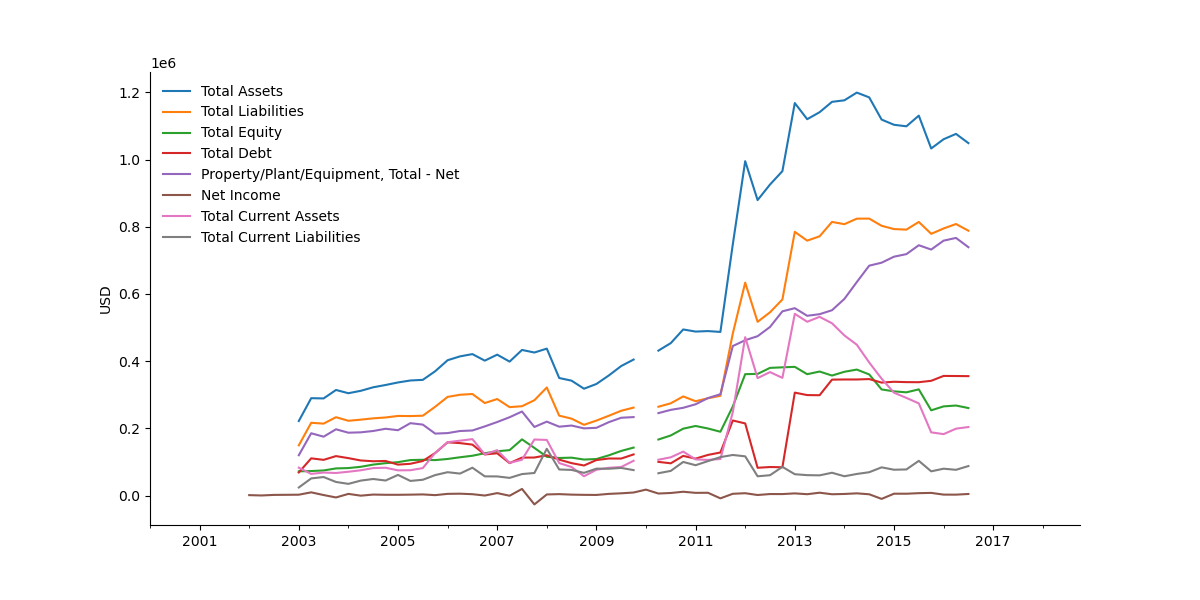 1e6
1.2
1.0
0.8
0.6
0.4
0.2
0.0
USD
Total Assets
Total Liabilities
Total Equity
Total Debt
Property/Plant/Equipment, Total - Net
Net Income
Total Current Assets
Total Current Liabilities
2001 2003 2005 2007 2009 2011 2013 2015 2017